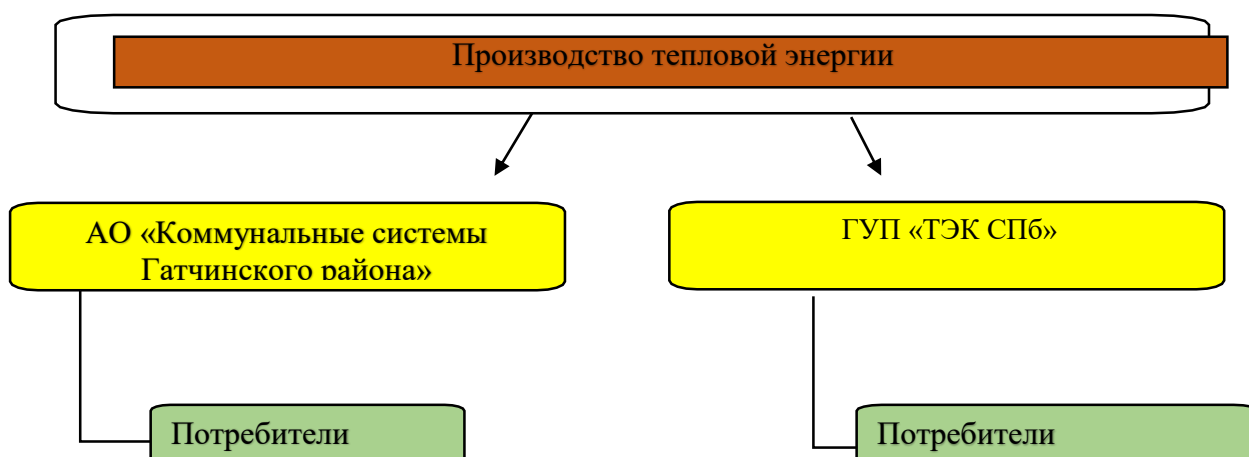 Производство тепловой энергии
АО «Коммунальные системы
Гатчинского района»
ГУП «ТЭК СПб»
Потребители
Потребители